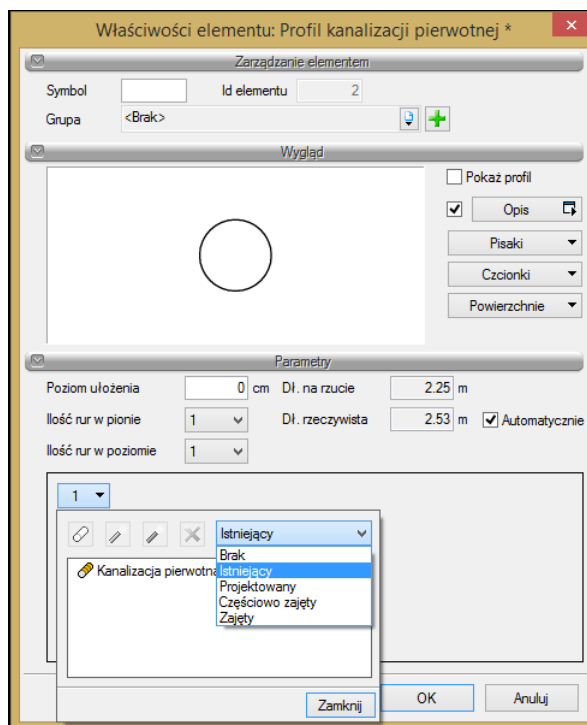 Właściwości elementu: Profil kanalizacji pierwotnej *
Zarządzanie elementem
Symbol Id elementu 2
Grupa <Brak>
Wygląd
Pokaż profil
Opis
Pisaki
Czcionki
Powierzchnie
Parametry
Poziom ułożenia 0 cm Dł. na rzucie 2.25 m
Ilość rur w pionie 1 Dł. rzeczywista 2.53 m Automatycznie
Ilość rur w poziomie 1
1
Istniejący
Brak
Kanalizacja pierwotna Istniejący
Projektowany
Częściowo zajęty
Zajęty
Zamknij OK Anuluj